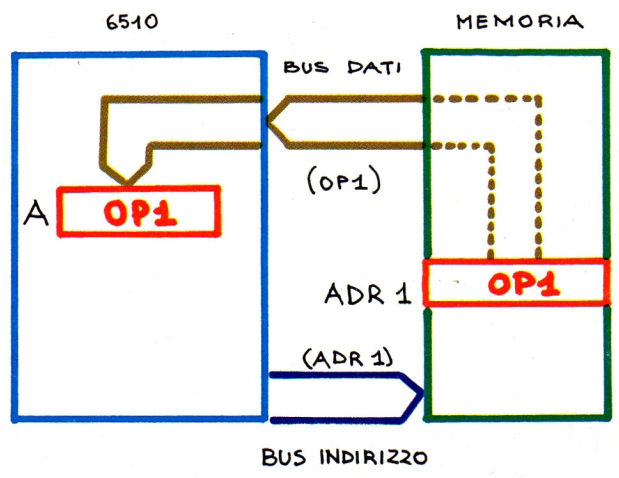 6510
MEMORIA
BUS DATI
(OP1)
A
OP1
ADR 1
OP1
(ADR 1)
BUS INDIRIZZO